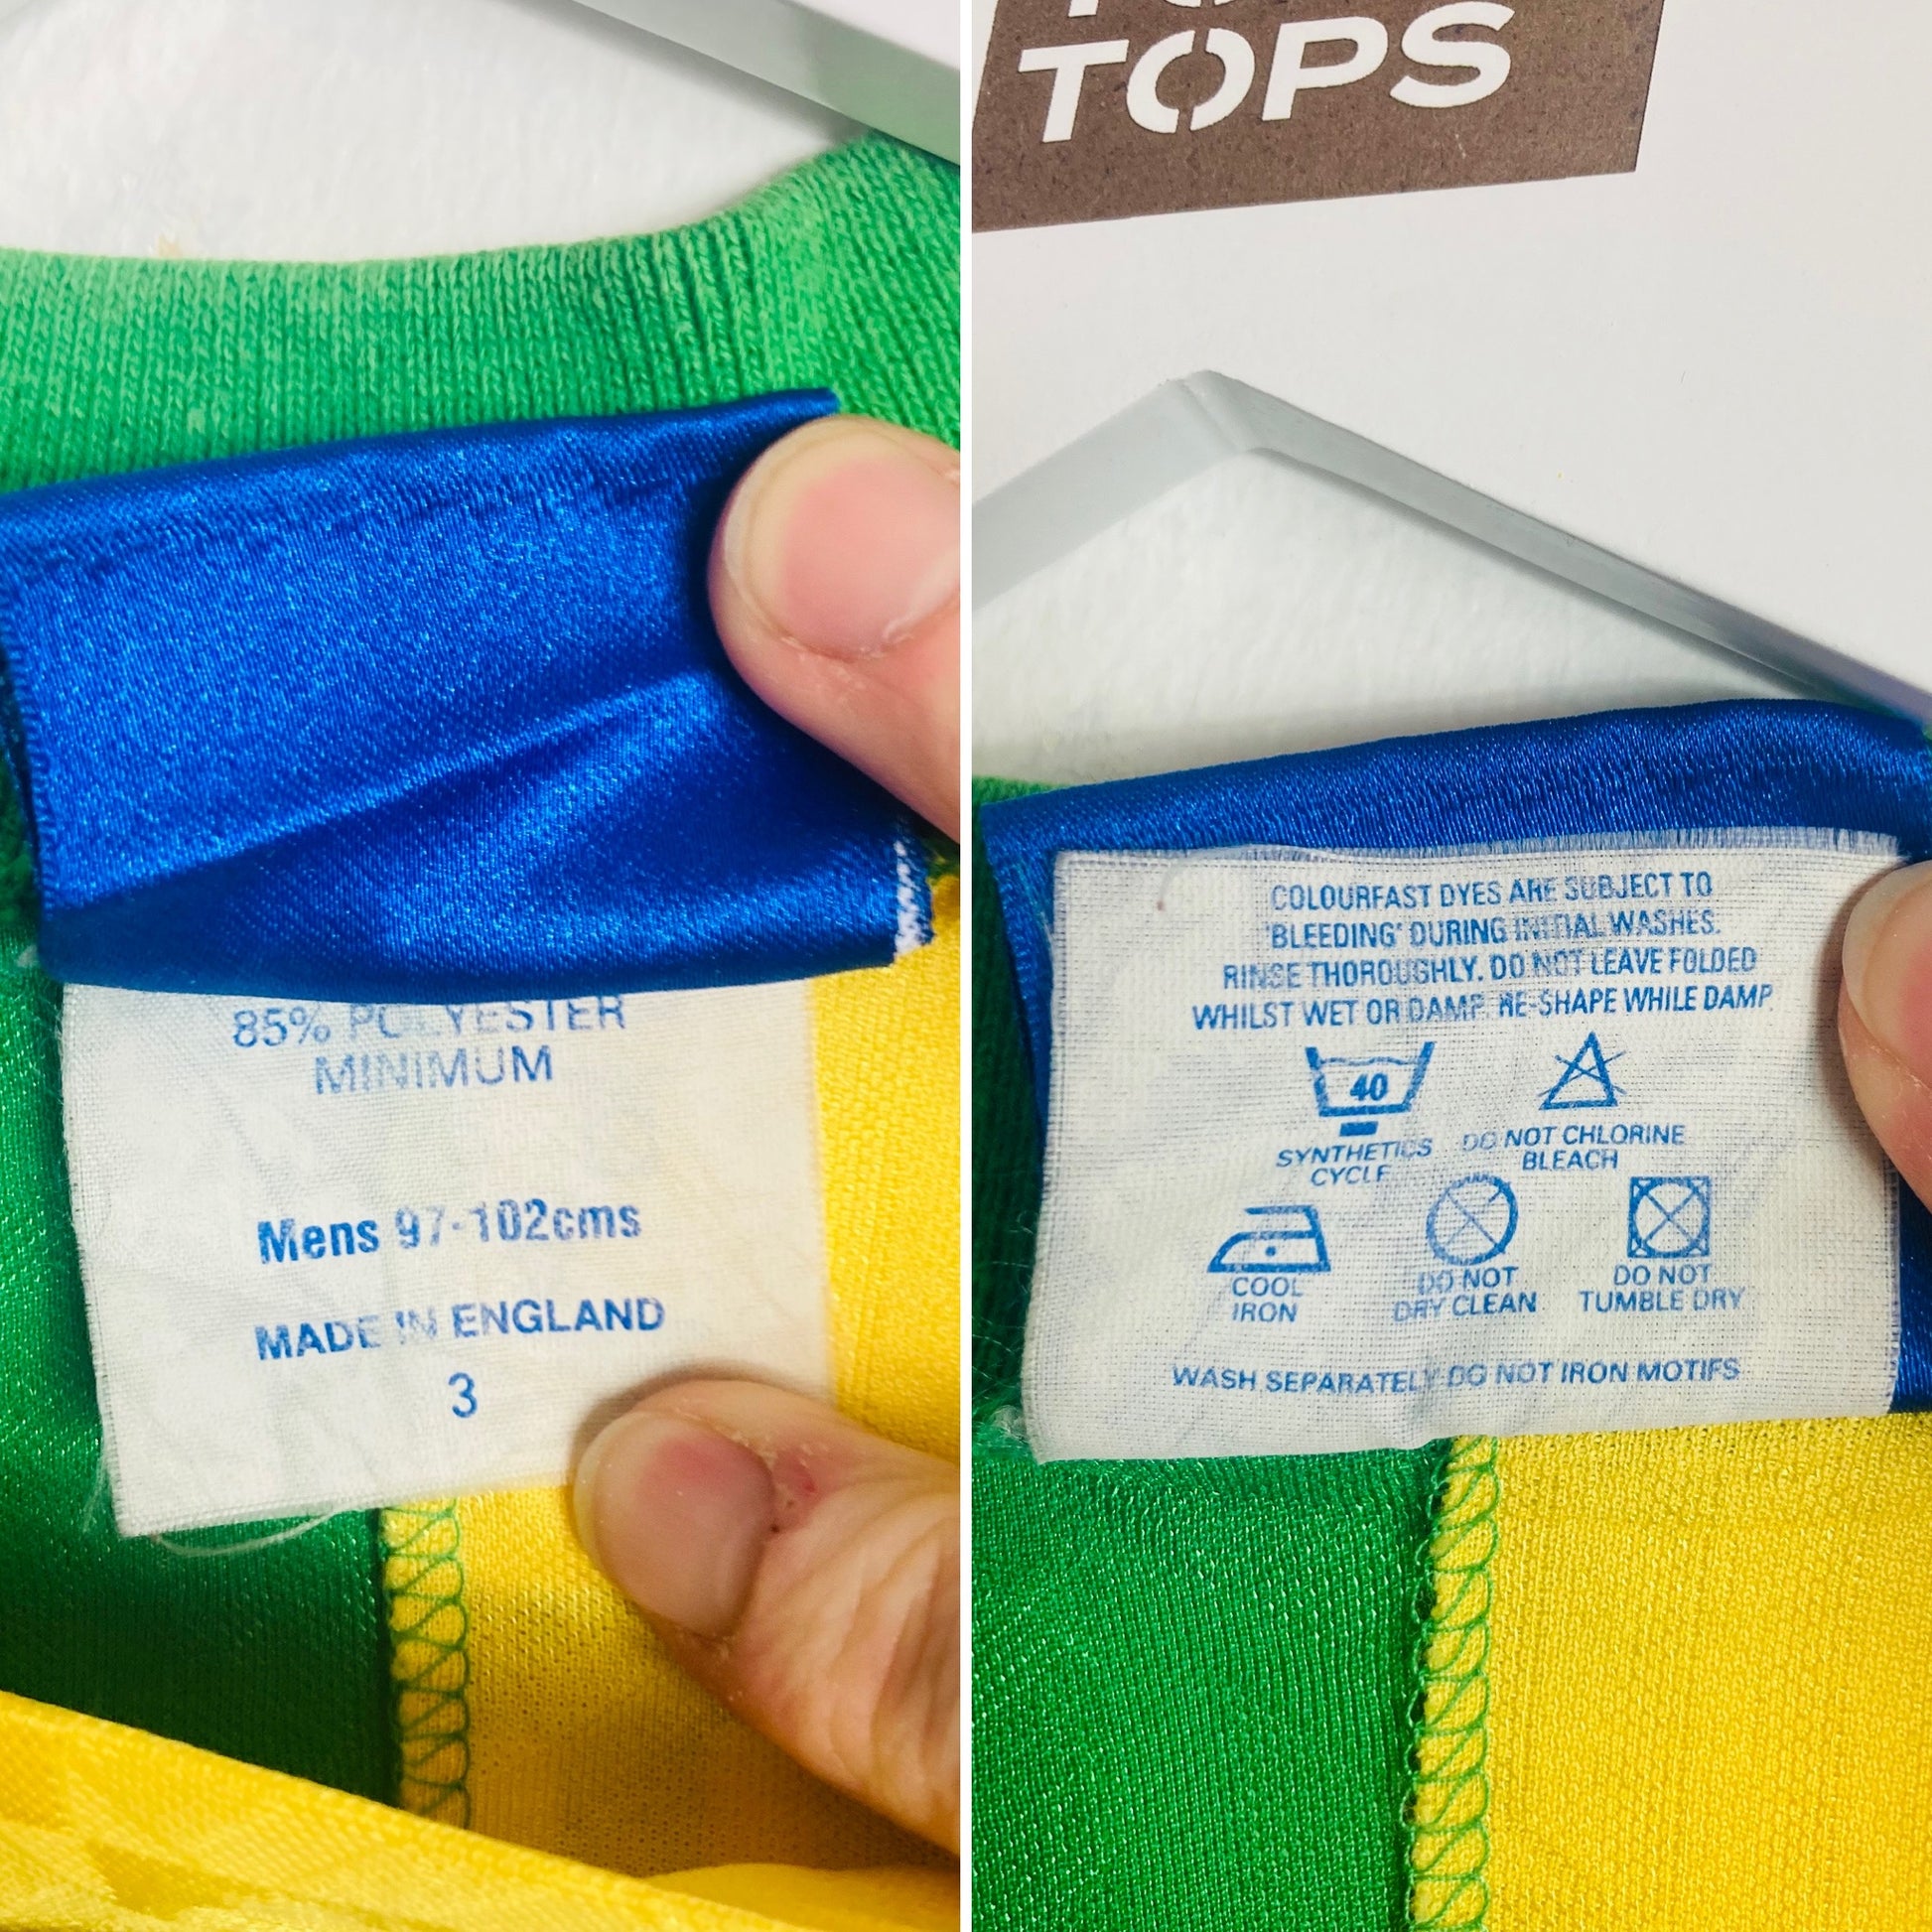 85% POLYESTER
MINIMUM
Mens 97-102cms
MADE IN ENGLAND
3
TOPS
COLOURFAST DYES ARE SUBJECT TO
'BLEEDING' DURING INITIAL WASHES.
RINSE THOROUGHLY. DO NOT LEAVE FOLDED
WHILST WET OR DAMP. RE-SHAPE WHILE DAMP.
40
SYNTHETICS
CYCLE
DO NOT CHLORINE
BLEACH
COOL
IRON
DO NOT
DRY CLEAN
DO NOT
TUMBLE DRY
WASH SEPARATELY DO NOT IRON MOTIFS